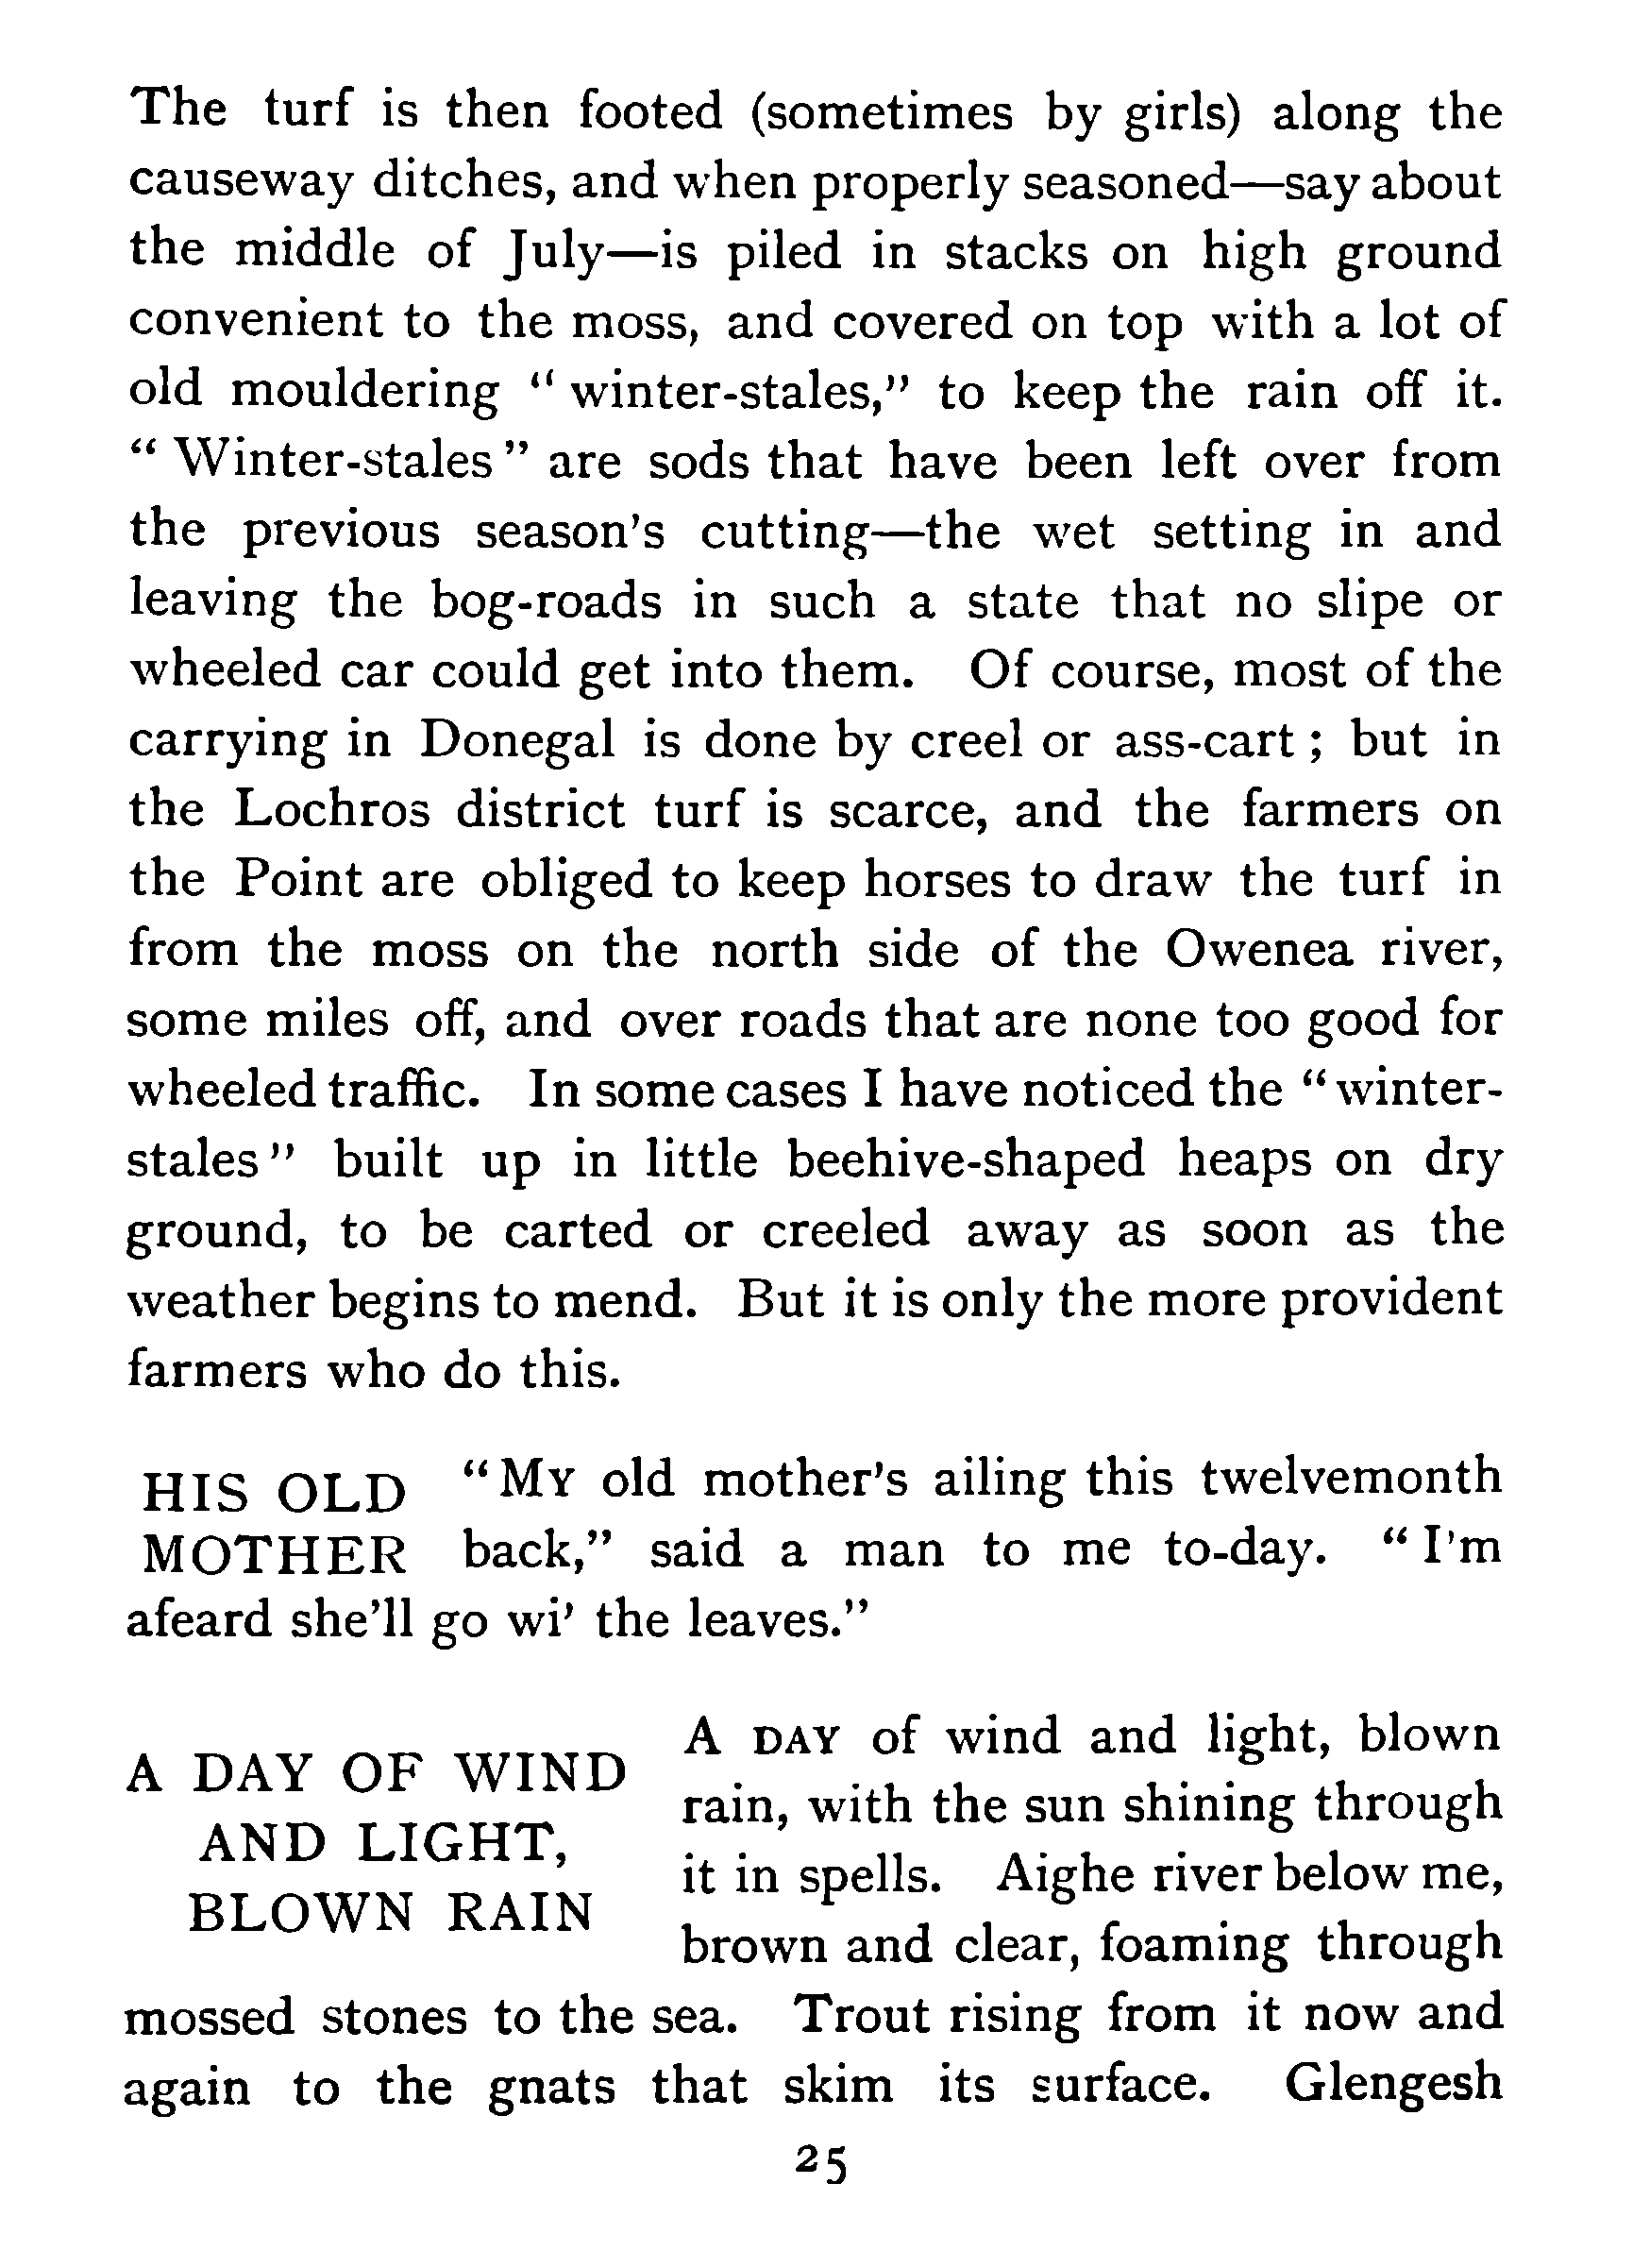 The turf is then footed (sometimes by girls) along the
causeway ditches, and when properly seasoned—say about
the middle of July—is piled in stacks on high ground
convenient to the moss, and covered on top with a lot of
old mouldering “ winter-stales,” to keep the rain off it.
“ Winter-stales ” are sods that have been left over from
the previous season’s cutting—the wet setting in and
leaving the bog-roads in such a state that no slipe or
wheeled car could get into them. Of course, most of the
carrying in Donegal is done by creel or ass-cart ; but in
the Lochros district turf is scarce, and the farmers on
the Point are obliged to keep horses to draw the turf in
from the moss on the north side of the Owenea river,
some miles off, and over roads that are none too good for
wheeled traffic. In some cases I have noticed the “ winter-
stales ” built up in little beehive-shaped heaps on dry
ground, to be carted or creeled away as soon as the
weather begins to mend. But it is only the more provident
farmers who do this.
HIS OLD
MOTHER
“ MY old mother’s ailing this twelvemonth
back,” said a man to me to-day. “ I’m
afeard she’ll go wi’ the leaves.”
A DAY OF WIND
AND LIGHT,
BLOWN RAIN
A DAY of wind and light, blown
rain, with the sun shining through
it in spells. Aighe river below me,
brown and clear, foaming through
mossed stones to the sea. Trout rising from it now and
again to the gnats that skim its surface. Glengesh
25